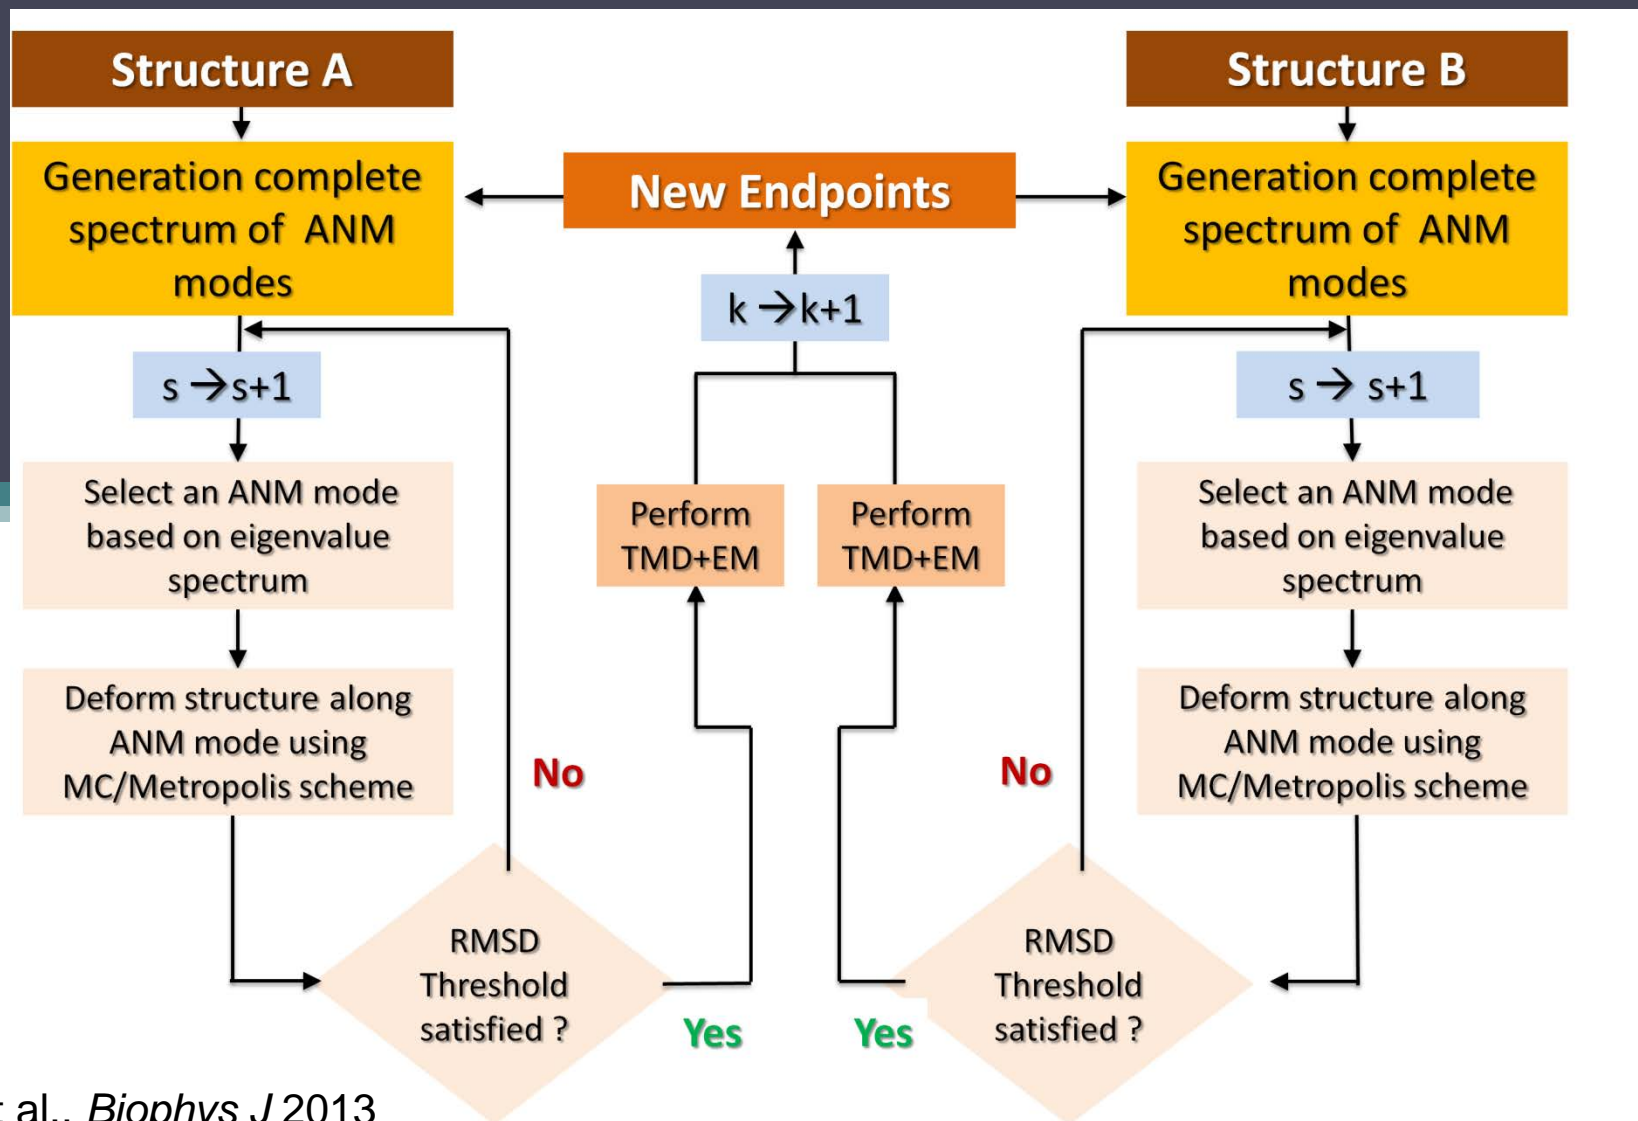 Structure A
Generation complete
spectrum of ANM
modes
s →s+1
Select an ANM mode
based on eigenvalue
spectrum
Deform structure along
ANM mode using
MC/Metropolis scheme
RMSD
Threshold
satisfied ?
No
Yes
New Endpoints
k →k+1
Perform
TMD+EM
Perform
TMD+EM
Structure B
Generation complete
spectrum of ANM
modes
s → s+1
Select an ANM mode
based on eigenvalue
spectrum
Deform structure along
ANM mode using
MC/Metropolis scheme
RMSD
Threshold
satisfied ?
No
Yes
al., Biophys J 2013